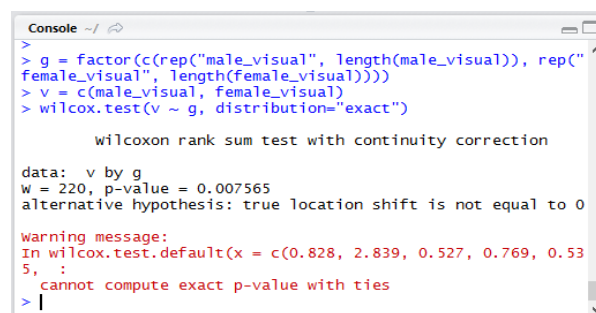 Console ~/
>
> g = factor(c(rep("male_visual", length(male_visual)), rep("
female_visual", length(female_visual))))
> v = c(male_visual, female_visual)
> wilcox.test(v ~ g, distribution="exact")
Wilcoxon rank sum test with continuity correction
data:  v by g
W = 220, p-value = 0.007565
alternative hypothesis: true location shift is not equal to 0
Warning message:
In wilcox.test.default(x = c(0.828, 2.839, 0.527, 0.769, 0.53
5,  :
  cannot compute exact p-value with ties
>